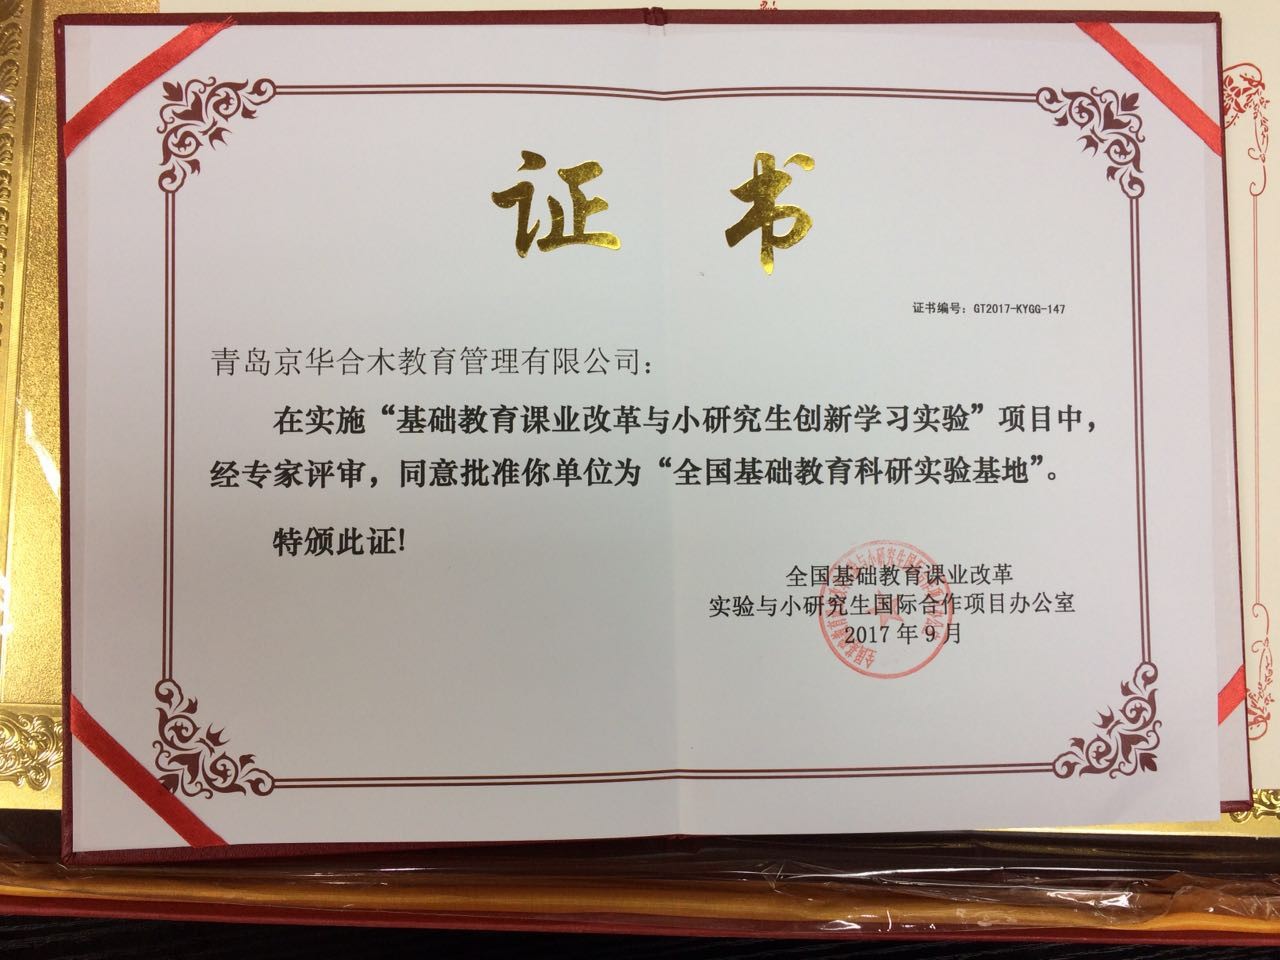 证 书
证书编号：GT2017-KYGG-147
青岛京华合木教育管理有限公司：
在实施“基础教育课业改革与小研究生创新学习实验”项目中，
经专家评审，同意批准你单位为“全国基础教育科研实验基地”。
特颁此证！
全国基础教育课业改革
实验与小研究生国际合作项目办公室
2017年9月